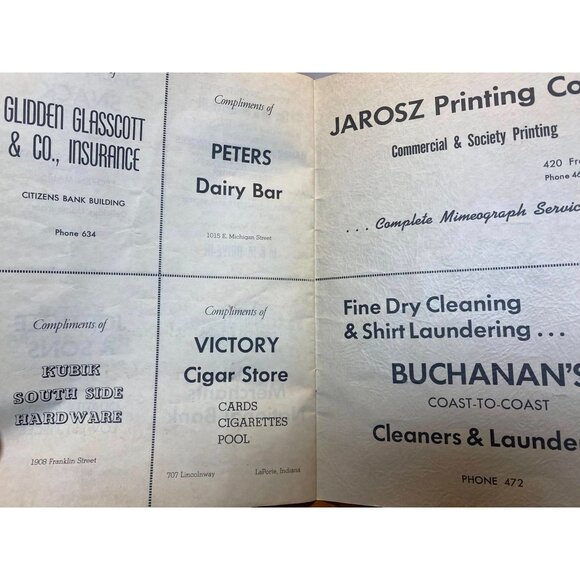 of
GLIDDEN GLASSCOTT
& CO., INSURANCE
CITIZENS BANK BUILDING
Phone 634
Compliments of
PETERS
Dairy Bar
1015 E. Michigan Street
Compliments of
KUBIK
SOUTH SIDE
HARDWARE
1908 Franklin Street
Compliments of
VICTORY
Cigar Store
CARDS
CIGARETTES
POOL
707 Lincolnway LaPorte, Indiana
JAROSZ Printing Co
Commercial & Society Printing
420 Fr
Phone 46
... Complete Mimeograph Servic
Fine Dry Cleaning
& Shirt Laundering ...
BUCHANAN'S
COAST-TO-COAST
Cleaners & Launde
PHONE 472